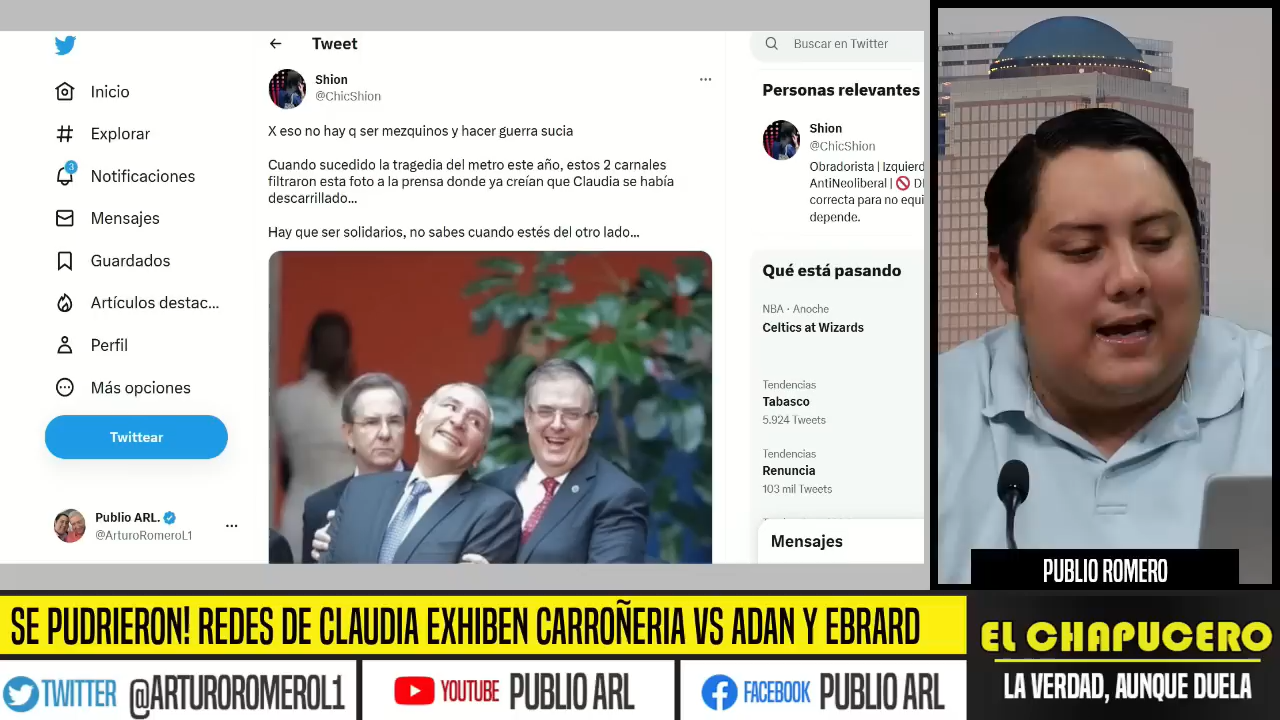 Inicio
Explorar
3
Notificaciones
Mensajes
Guardados
Artículos destac...
Perfil
Más opciones
Twittear
Publio ARL.
@ArturoRomeroL1
Tweet
Shion
@ChicShion
X eso no hay q ser mezquinos y hacer guerra sucia
Cuando sucedido la tragedia del metro este año, estos 2 carnales
filtraron esta foto a la prensa donde ya creían que Claudia se había
descarrillado...
Hay que ser solidarios, no sabes cuando estés del otro lado...
Buscar en Twitter
Personas relevantes
Shion
@ChicShion
Obradorista | Izquierd
AntiNeoliberal | 🚫 D
correcta para no equi
depende.
Qué está pasando
NBA · Anoche
Celtics at Wizards
Tendencias
Tabasco
5.924 Tweets
Tendencias
Renuncia
103 mil Tweets
Mensajes
PUBLIO ROMERO
SE PUDRIERON! REDES DE CLAUDIA EXHIBEN CARROÑERIA VS ADAN Y EBRARD
EL CHAPUCERO
LA VERDAD, AUNQUE DUELA
TWITTER @ARTUROROMEROL1
YOUTUBE PUBLIO ARL
FACEBOOK PUBLIO ARL